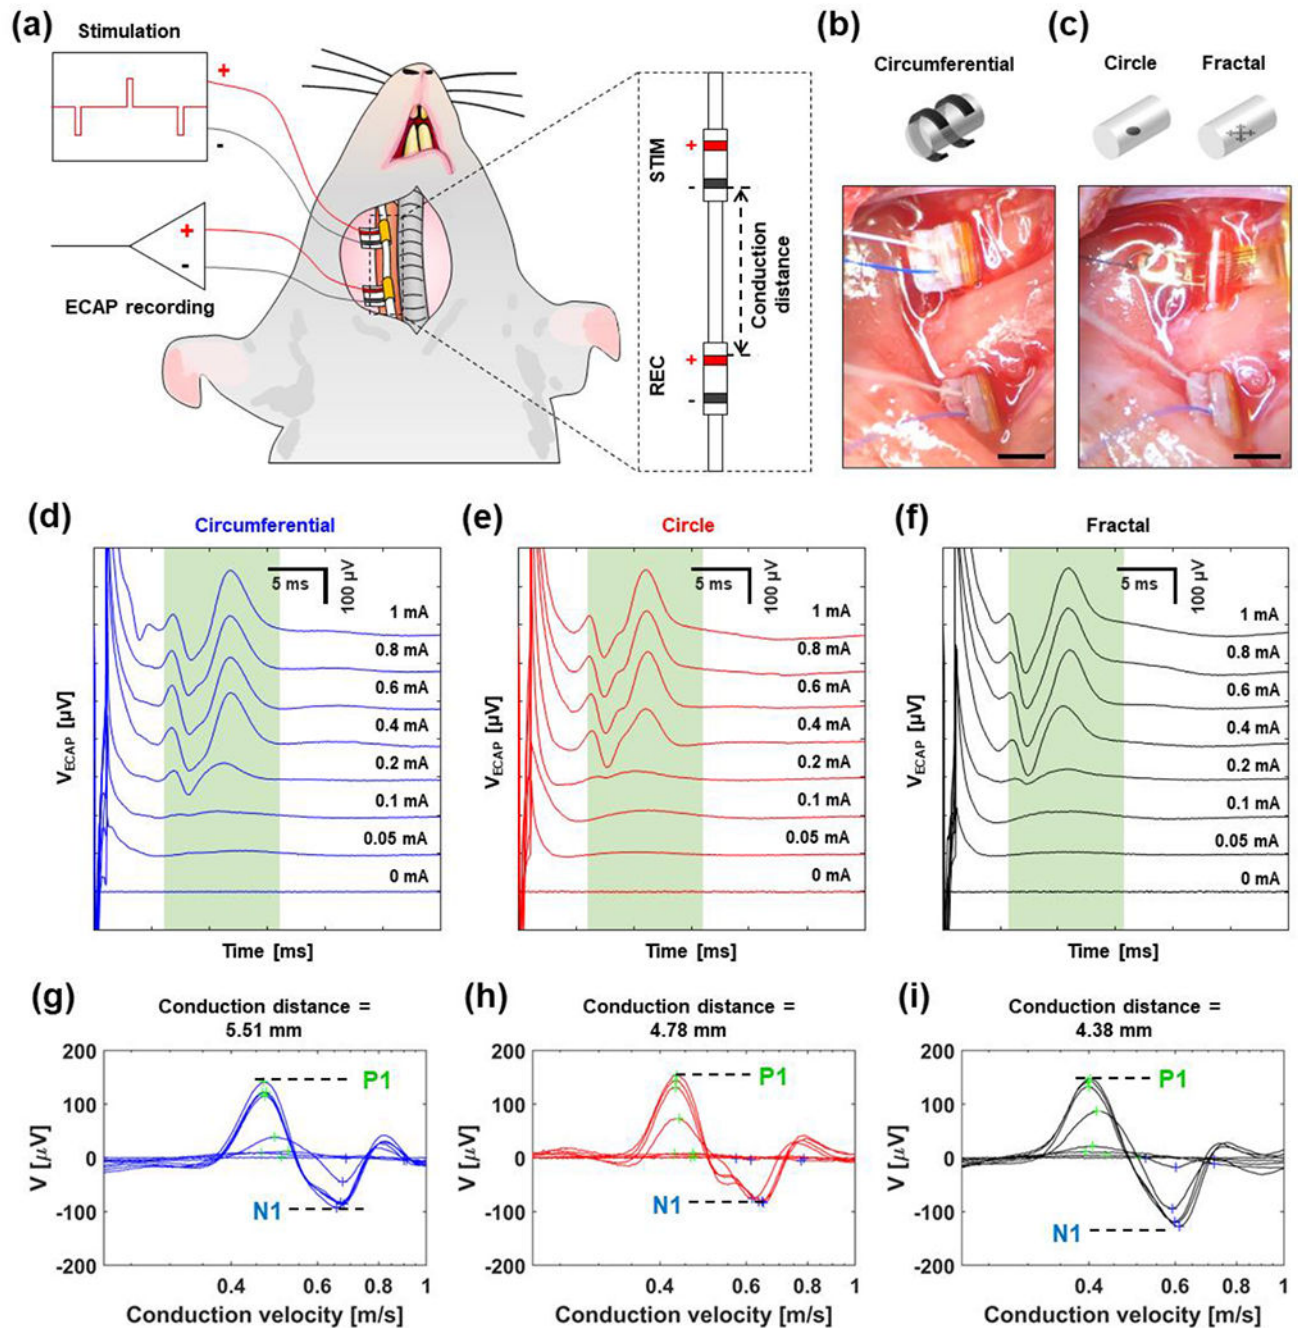 (a)
Stimulation
+
-
+
-
ECAP recording
STIM
+
-
Conduction
distance
REC
+
-
(b)
Circumferential
(c)
Circle
Fractal
(d)
Circumferential
5 ms
100 µV
1 mA
0.8 mA
0.6 mA
0.4 mA
0.2 mA
0.1 mA
0.05 mA
0 mA
VECAP [µV]
Time [ms]
(e)
Circle
5 ms
100 µV
1 mA
0.8 mA
0.6 mA
0.4 mA
0.2 mA
0.1 mA
0.05 mA
0 mA
VECAP [µV]
Time [ms]
(f)
Fractal
5 ms
100 µV
1 mA
0.8 mA
0.6 mA
0.4 mA
0.2 mA
0.1 mA
0.05 mA
0 mA
VECAP [µV]
Time [ms]
(g)
Conduction distance =
5.51 mm
200
100
0
-100
-200
V [µV]
P1
N1
0.4 0.6 0.8 1
Conduction velocity [m/s]
(h)
Conduction distance =
4.78 mm
200
100
0
-100
-200
V [µV]
P1
N1
0.4 0.6 0.8 1
Conduction velocity [m/s]
(i)
Conduction distance =
4.38 mm
200
100
0
-100
-200
V [µV]
P1
N1
0.4 0.6 0.8 1
Conduction velocity [m/s]